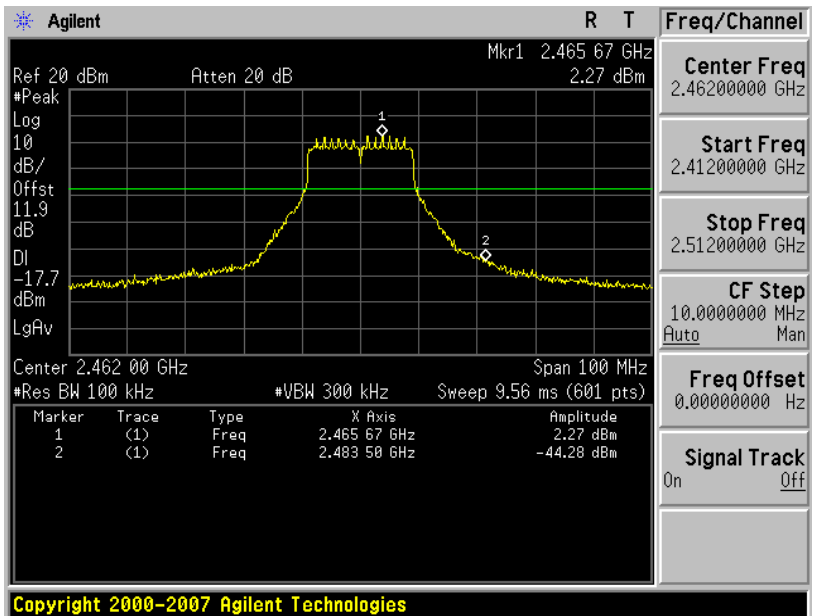 Agilent R T
Mkr1 2.465 67 GHz
Ref 20 dBm Atten 20 dB 2.27 dBm
#Peak
Log
10
dB/
Offst
11.9
dB
DI
-17.7
dBm
LgAv
1
2
Center 2.462 00 GHz Span 100 MHz
#Res BW 100 kHz #VBW 300 kHz Sweep 9.56 ms (601 pts)
Marker Trace Type X Axis Amplitude
1 (1) Freq 2.465 67 GHz 2.27 dBm
2 (1) Freq 2.483 50 GHz -44.28 dBm
Freq/Channel
Center Freq
2.46200000 GHz
Start Freq
2.41200000 GHz
Stop Freq
2.51200000 GHz
CF Step
10.0000000 MHz
Auto Man
Freq Offset
0.00000000 Hz
Signal Track
On Off
Copyright 2000-2007 Agilent Technologies